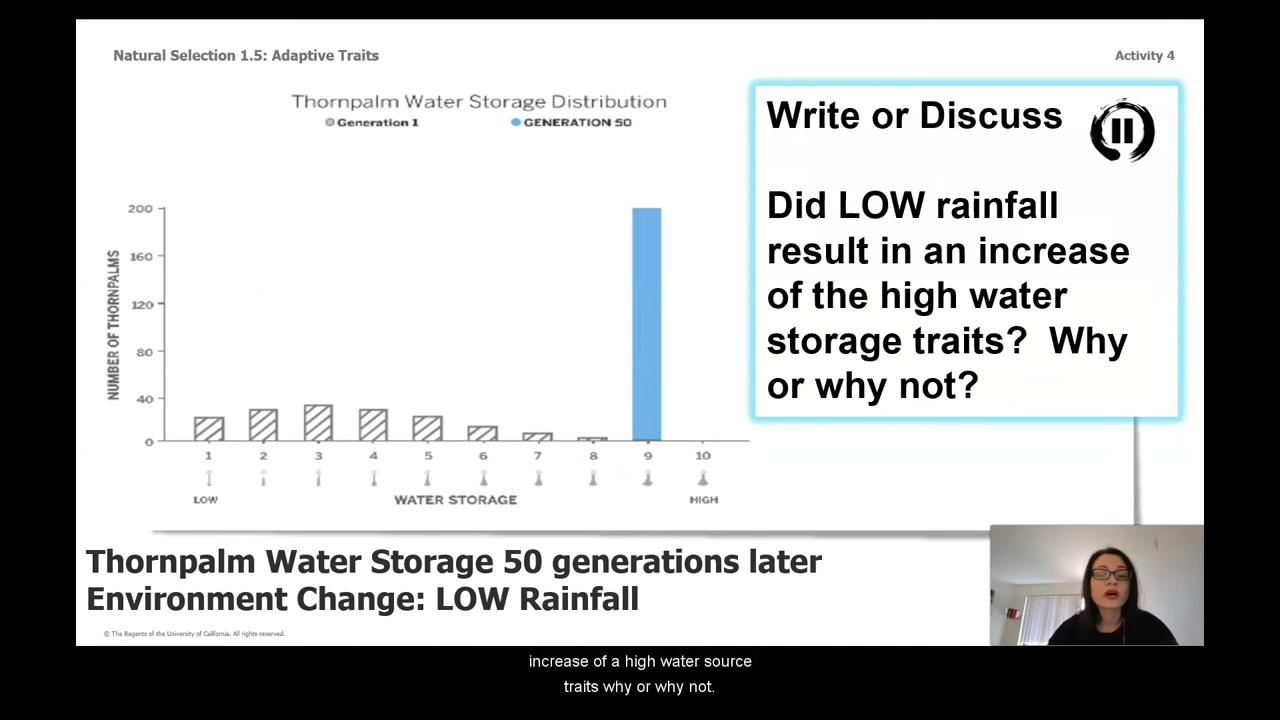 Natural Selection 1.5: Adaptive Traits
Activity 4
Thornpalm Water Storage Distribution
Generation 1
GENERATION 50
NUMBER OF THORNPALMS
200
160
120
80
40
0
1 2 3 4 5 6 7 8 9 10
LOW
WATER STORAGE
HIGH
Write or Discuss
Did LOW rainfall
result in an increase
of the high water
storage traits? Why
or why not?
Thornpalm Water Storage 50 generations later
Environment Change: LOW Rainfall
© The Regents of the University of California. All rights reserved.
increase of a high water source
traits why or why not.